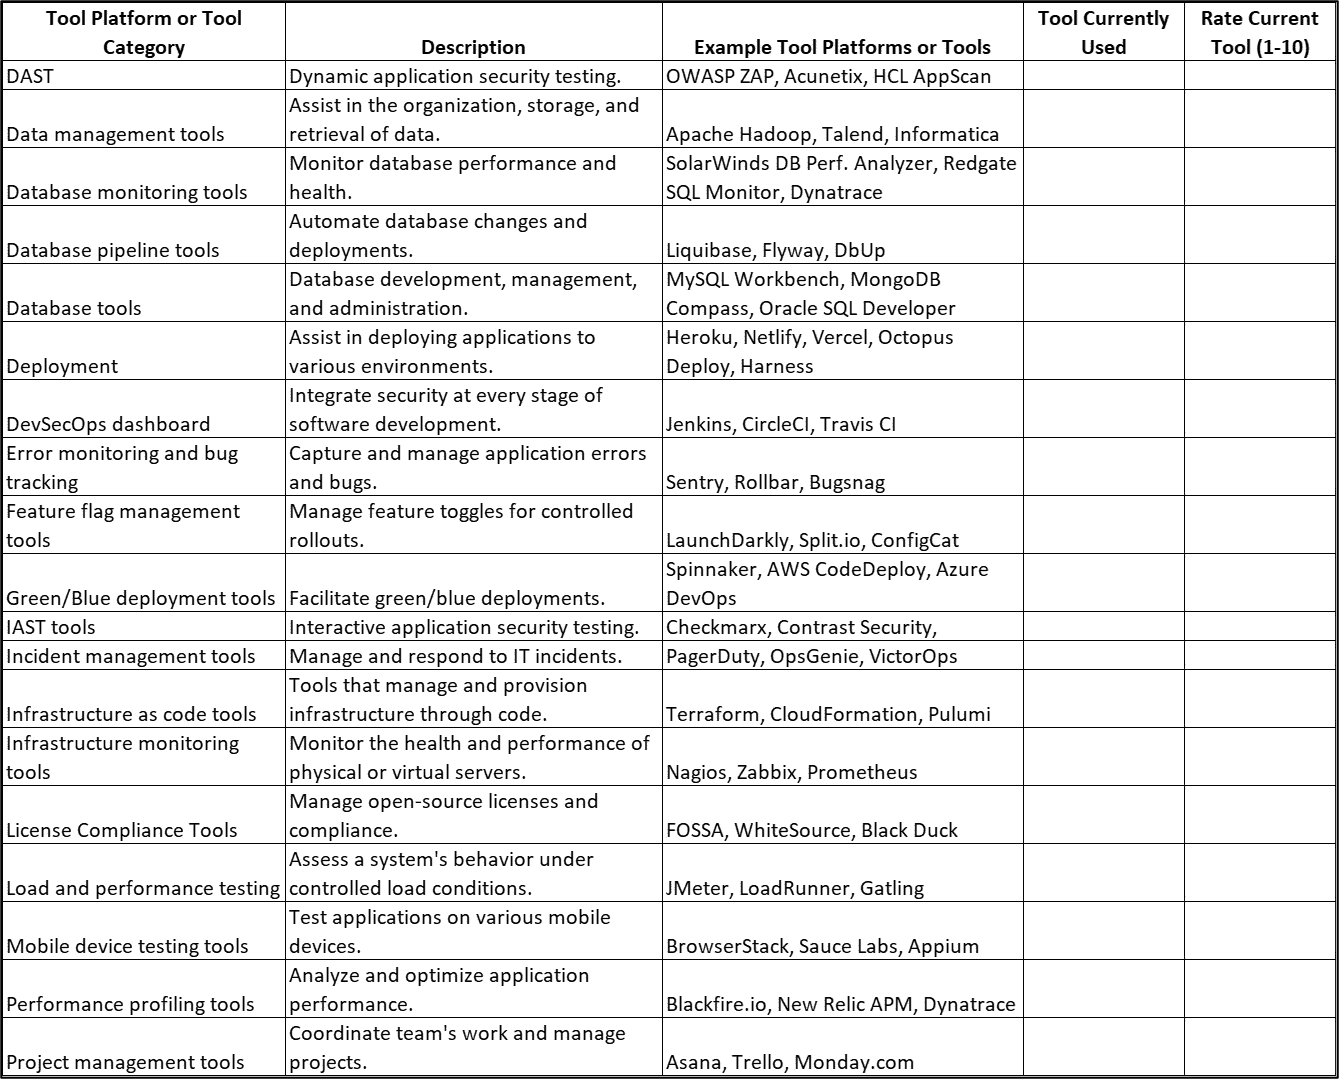 Tool Platform or Tool Category | Description | Example Tool Platforms or Tools | Tool Currently Used | Rate Current Tool (1-10)
DAST | Dynamic application security testing. | OWASP ZAP, Acunetix, HCL AppScan
Data management tools | Assist in the organization, storage, and retrieval of data. | Apache Hadoop, Talend, Informatica
Database monitoring tools | Monitor database performance and health. | SolarWinds DB Perf. Analyzer, Redgate SQL Monitor, Dynatrace
Database pipeline tools | Automate database changes and deployments. | Liquibase, Flyway, DbUp
Database tools | Database development, management, and administration. | MySQL Workbench, MongoDB Compass, Oracle SQL Developer
Deployment | Assist in deploying applications to various environments. | Heroku, Netlify, Vercel, Octopus Deploy, Harness
DevSecOps dashboard | Integrate security at every stage of software development. | Jenkins, CircleCI, Travis CI
Error monitoring and bug tracking | Capture and manage application errors and bugs. | Sentry, Rollbar, Bugsnag
Feature flag management tools | Manage feature toggles for controlled rollouts. | LaunchDarkly, Split.io, ConfigCat
Green/Blue deployment tools | Facilitate green/blue deployments. | Spinnaker, AWS CodeDeploy, Azure DevOps
IAST tools | Interactive application security testing. | Checkmarx, Contrast Security,
Incident management tools | Manage and respond to IT incidents. | PagerDuty, OpsGenie, VictorOps
Infrastructure as code tools | Tools that manage and provision infrastructure through code. | Terraform, CloudFormation, Pulumi
Infrastructure monitoring tools | Monitor the health and performance of physical or virtual servers. | Nagios, Zabbix, Prometheus
License Compliance Tools | Manage open-source licenses and compliance. | FOSSA, WhiteSource, Black Duck
Load and performance testing | Assess a system's behavior under controlled load conditions. | JMeter, LoadRunner, Gatling
Mobile device testing tools | Test applications on various mobile devices. | BrowserStack, Sauce Labs, Appium
Performance profiling tools | Analyze and optimize application performance. | Blackfire.io, New Relic APM, Dynatrace
Project management tools | Coordinate team's work and manage projects. | Asana, Trello, Monday.com